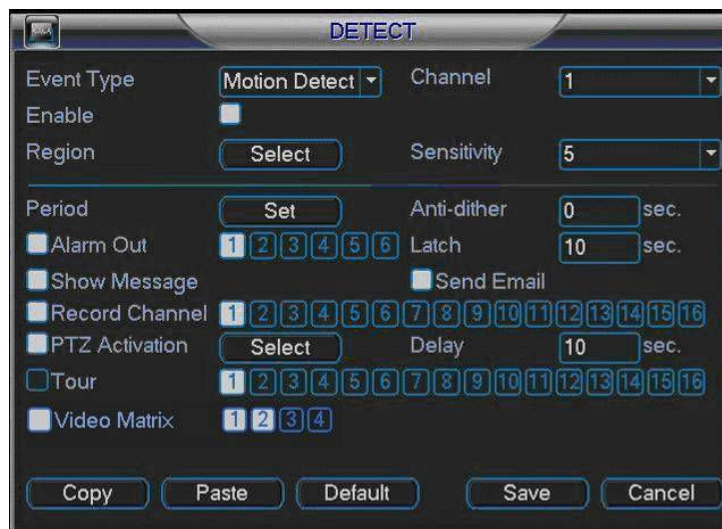 DETECT
Event Type Motion Detect Channel 1
Enable
Region Select Sensitivity 5
Period Set Anti-dither 0 sec.
Alarm Out 1 2 3 4 5 6 Latch 10 sec.
Show Message Send Email
Record Channel 1 2 3 4 5 6 7 8 9 10 11 12 13 14 15 16
PTZ Activation Select Delay 10 sec.
Tour 1 2 3 4 5 6 7 8 9 10 11 12 13 14 15 16
Video Matrix 1 2 3 4
Copy Paste Default Save Cancel